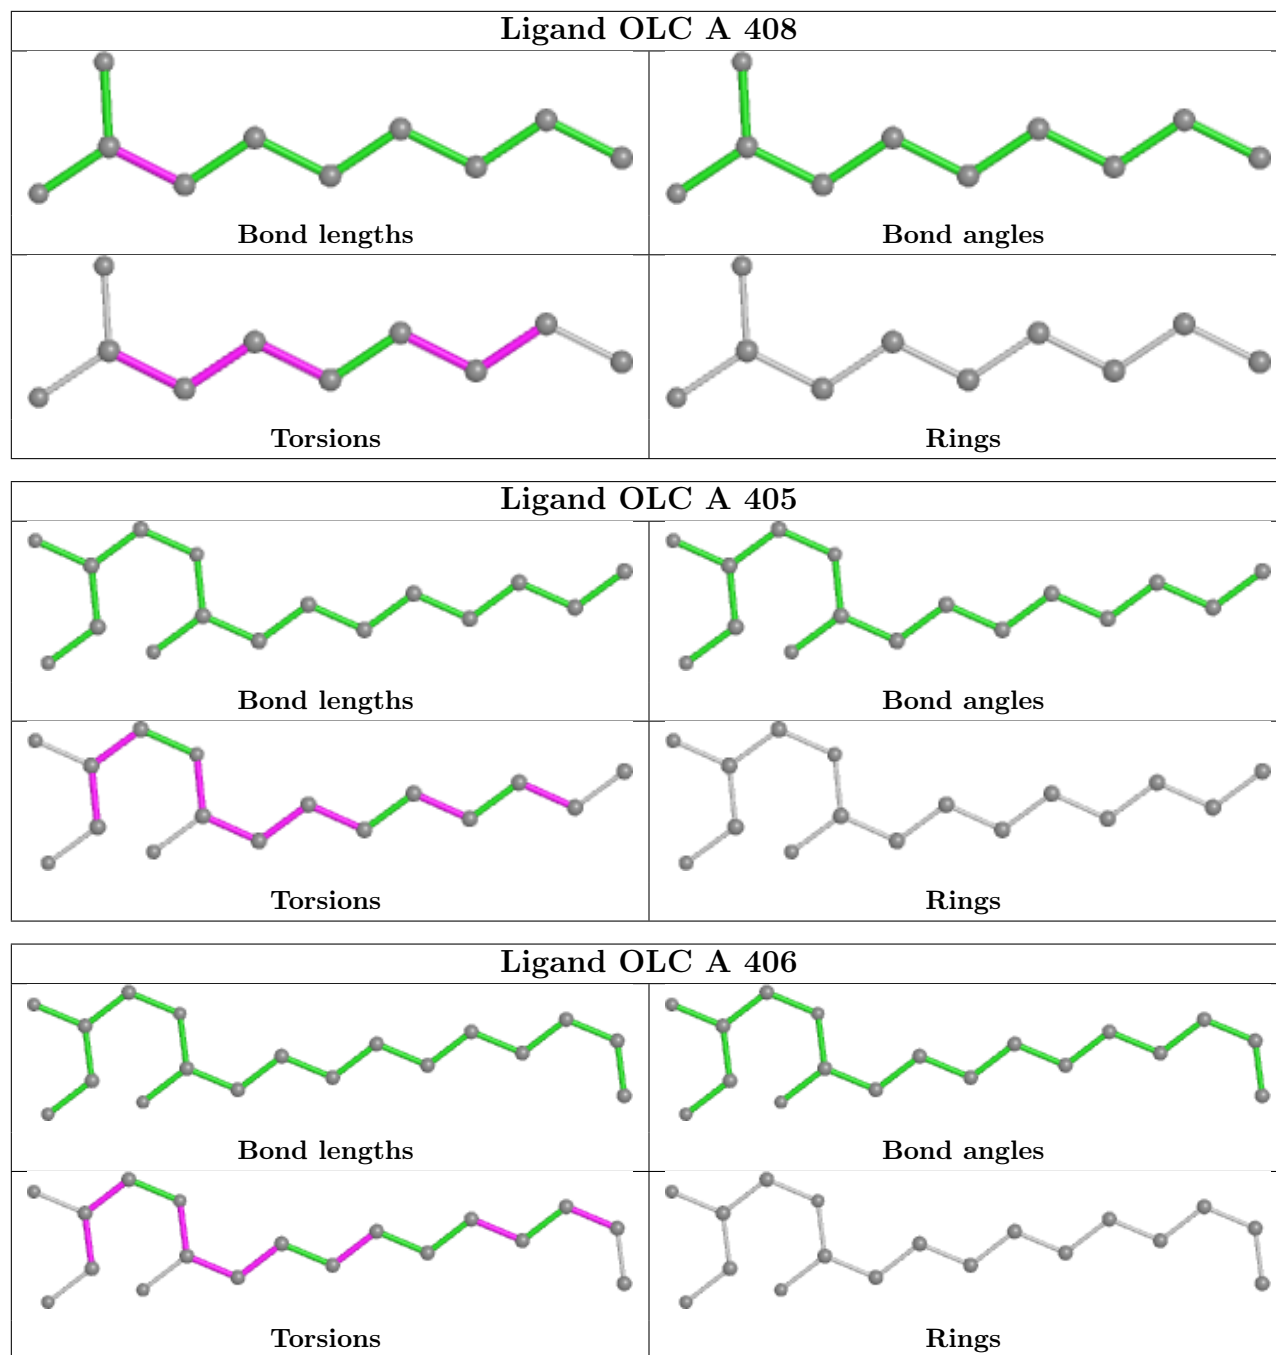 Ligand OLC A 408
Bond lengths
Bond angles
Torsions
Rings
Ligand OLC A 405
Bond lengths
Bond angles
Torsions
Rings
Ligand OLC A 406
Bond lengths
Bond angles
Torsions
Rings